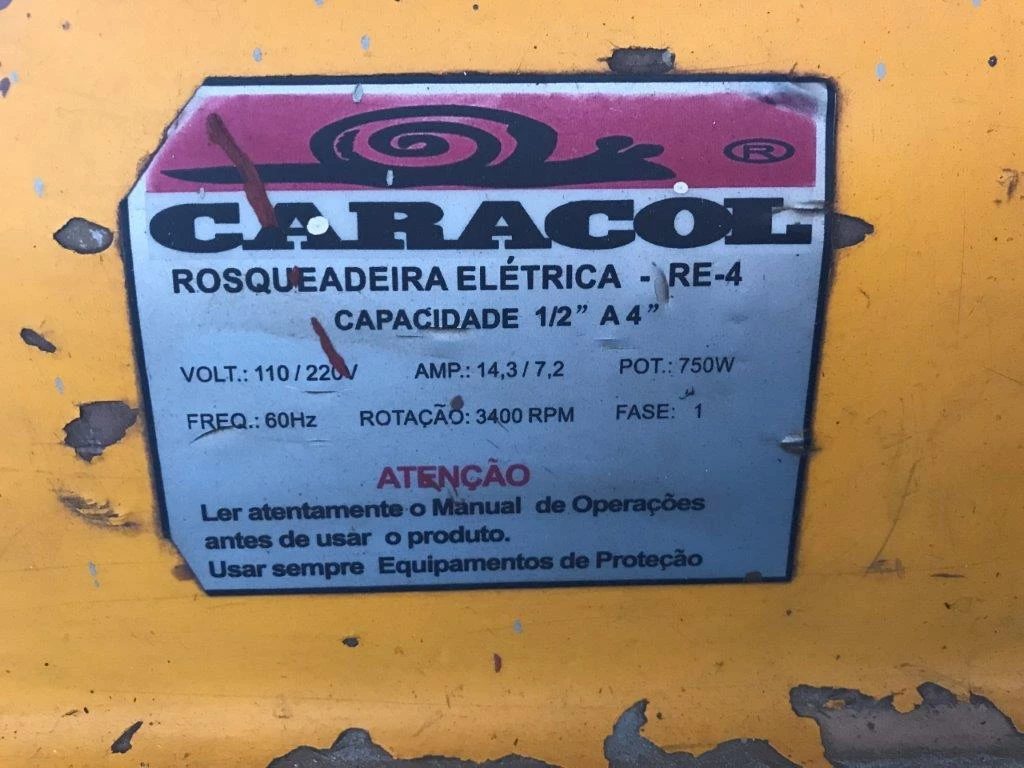 ®
CARACOL
ROSQUEADEIRA ELÉTRICA - RE-4
CAPACIDADE 1/2” A 4”
VOLT.: 110 / 220V AMP.: 14,3 / 7,2 POT.: 750W
FREQ.: 60Hz ROTAÇÃO: 3400 RPM FASE: 1
ATENÇÃO
Ler atentamente o Manual de Operações
antes de usar o produto.
Usar sempre Equipamentos de Proteção